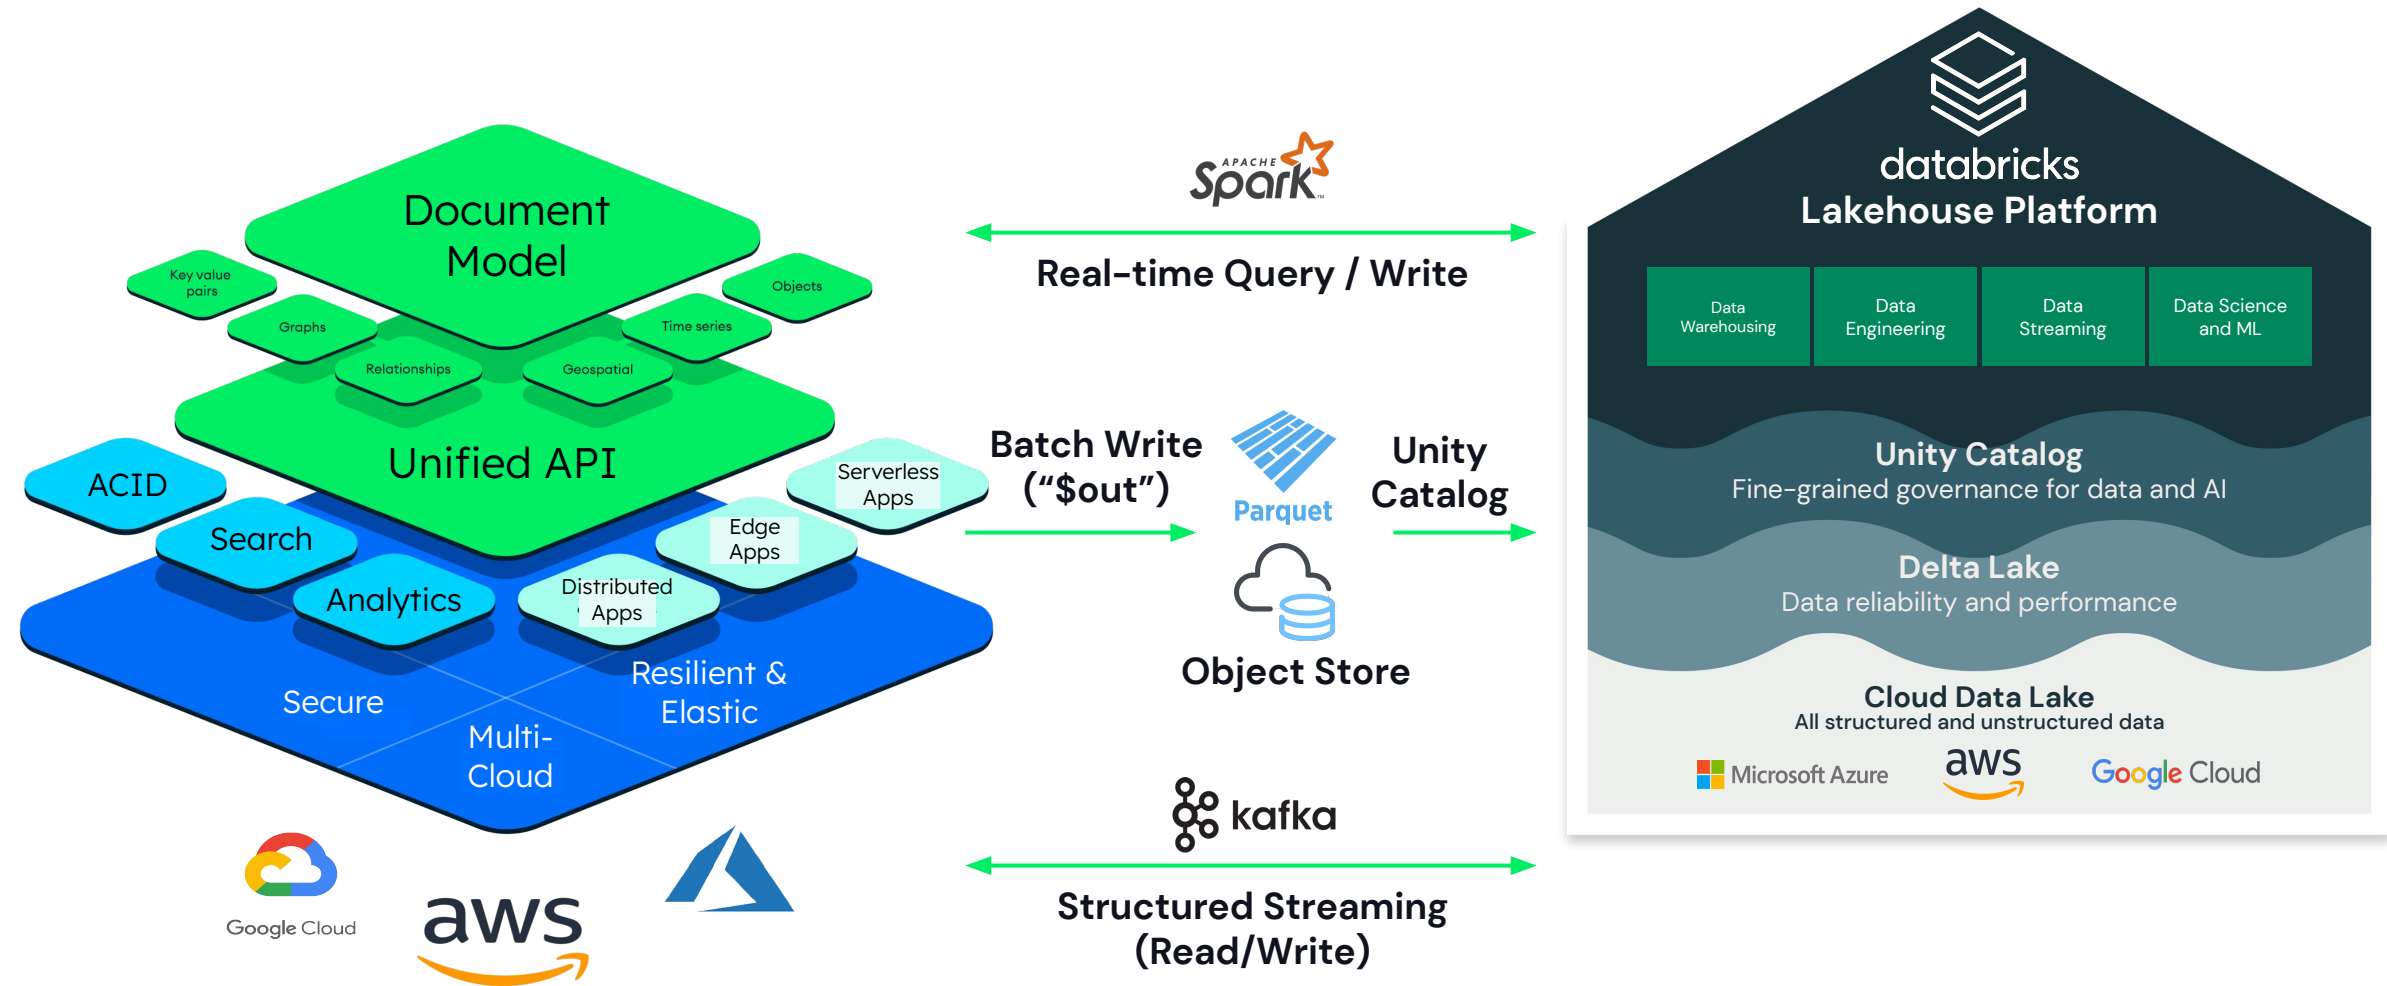 Document
Model
Key value
pairs
Objects
Graphs
Time series
Relationships
Geospatial
Unified API
ACID
Search
Analytics
Serverless
Apps
Edge
Apps
Distributed
Apps
Secure
Resilient &
Elastic
Multi-
Cloud
Google Cloud
aws
APACHE
Spark™
Real-time Query / Write
Batch Write
("$out")
Parquet
Unity
Catalog
Object Store
kafka
Structured Streaming
(Read/Write)
databricks
Lakehouse Platform
Data
Warehousing
Data
Engineering
Data
Streaming
Data Science
and ML
Unity Catalog
Fine-grained governance for data and AI
Delta Lake
Data reliability and performance
Cloud Data Lake
All structured and unstructured data
Microsoft Azure
aws
Google Cloud